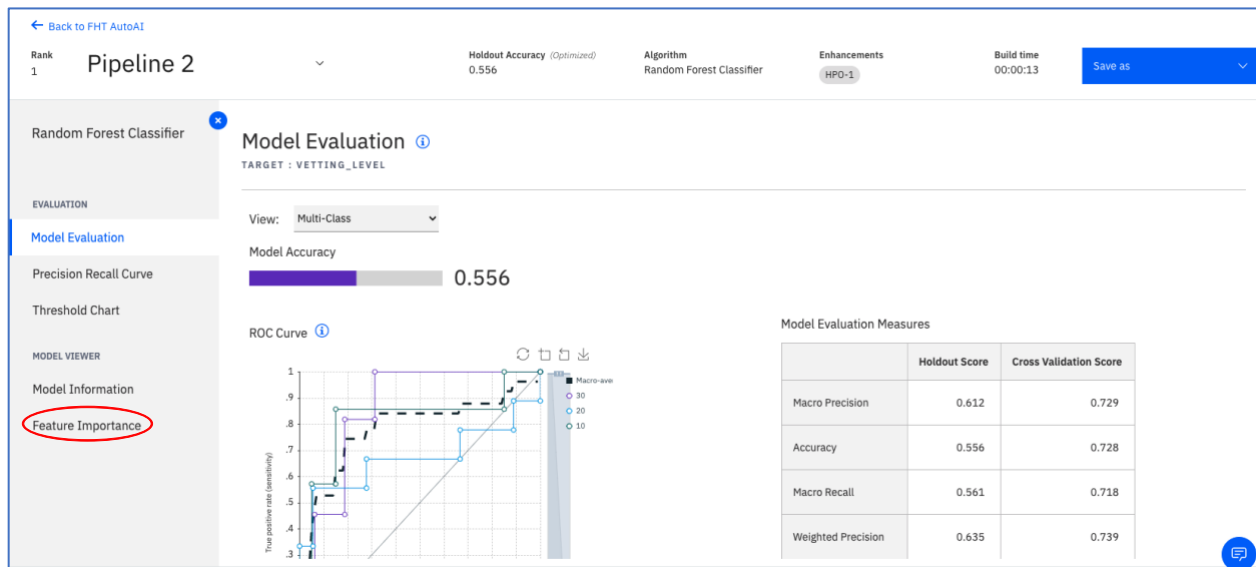 ← Back to FHT AutoAI
Rank
1
Pipeline 2
Holdout Accuracy (Optimized)
0.556
Algorithm
Random Forest Classifier
Enhancements
HPO-1
Build time
00:00:13
Save as
Random Forest Classifier
EVALUATION
Model Evaluation
Precision Recall Curve
Threshold Chart
MODEL VIEWER
Model Information
Feature Importance
Model Evaluation
TARGET : VETTING_LEVEL
View: Multi-Class
Model Accuracy
0.556
ROC Curve
Macro-ave
30
20
10
1
.9
.8
.7
.6
.5
.4
.3
True positive rate (sensitivity)
Model Evaluation Measures
Holdout Score Cross Validation Score
Macro Precision 0.612 0.729
Accuracy 0.556 0.728
Macro Recall 0.561 0.718
Weighted Precision 0.635 0.739